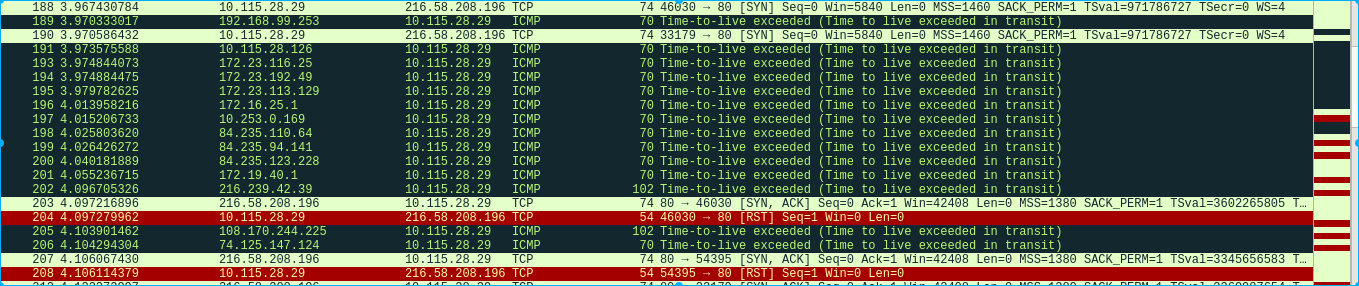 188 3.967430784 10.115.28.29 216.58.208.196 TCP 74 46030 → 80 [SYN] Seq=0 Win=5840 Len=0 MSS=1460 SACK_PERM=1 TSval=971786727 TSecr=0 WS=4
189 3.970333017 192.168.99.253 10.115.28.29 ICMP 70 Time-to-live exceeded (Time to live exceeded in transit)
190 3.970586432 10.115.28.29 216.58.208.196 TCP 74 33179 → 80 [SYN] Seq=0 Win=5840 Len=0 MSS=1460 SACK_PERM=1 TSval=971786727 TSecr=0 WS=4
191 3.973575588 10.115.28.126 10.115.28.29 ICMP 70 Time-to-live exceeded (Time to live exceeded in transit)
193 3.974844073 172.23.116.25 10.115.28.29 ICMP 70 Time-to-live exceeded (Time to live exceeded in transit)
194 3.974884475 172.23.192.49 10.115.28.29 ICMP 70 Time-to-live exceeded (Time to live exceeded in transit)
195 3.979782625 172.23.113.129 10.115.28.29 ICMP 70 Time-to-live exceeded (Time to live exceeded in transit)
196 4.013958216 172.16.25.1 10.115.28.29 ICMP 70 Time-to-live exceeded (Time to live exceeded in transit)
197 4.015206733 10.253.0.169 10.115.28.29 ICMP 70 Time-to-live exceeded (Time to live exceeded in transit)
198 4.025803620 84.235.110.64 10.115.28.29 ICMP 70 Time-to-live exceeded (Time to live exceeded in transit)
199 4.026426272 84.235.94.141 10.115.28.29 ICMP 70 Time-to-live exceeded (Time to live exceeded in transit)
200 4.040181889 84.235.123.228 10.115.28.29 ICMP 70 Time-to-live exceeded (Time to live exceeded in transit)
201 4.055236715 172.19.40.1 10.115.28.29 ICMP 70 Time-to-live exceeded (Time to live exceeded in transit)
202 4.096705326 216.239.42.39 10.115.28.29 ICMP 102 Time-to-live exceeded (Time to live exceeded in transit)
203 4.097216896 216.58.208.196 10.115.28.29 TCP 74 80 → 46030 [SYN, ACK] Seq=0 Ack=1 Win=42408 Len=0 MSS=1380 SACK_PERM=1 TSval=3602265805 T…
204 4.097279962 10.115.28.29 216.58.208.196 TCP 54 46030 → 80 [RST] Seq=1 Win=0 Len=0
205 4.103901462 108.170.244.225 10.115.28.29 ICMP 102 Time-to-live exceeded (Time to live exceeded in transit)
206 4.104294304 74.125.147.124 10.115.28.29 ICMP 70 Time-to-live exceeded (Time to live exceeded in transit)
207 4.106067430 216.58.208.196 10.115.28.29 TCP 74 80 → 54395 [SYN, ACK] Seq=0 Ack=1 Win=42408 Len=0 MSS=1380 SACK_PERM=1 TSval=3345656583 T…
208 4.106114379 10.115.28.29 216.58.208.196 TCP 54 54395 → 80 [RST] Seq=1 Win=0 Len=0